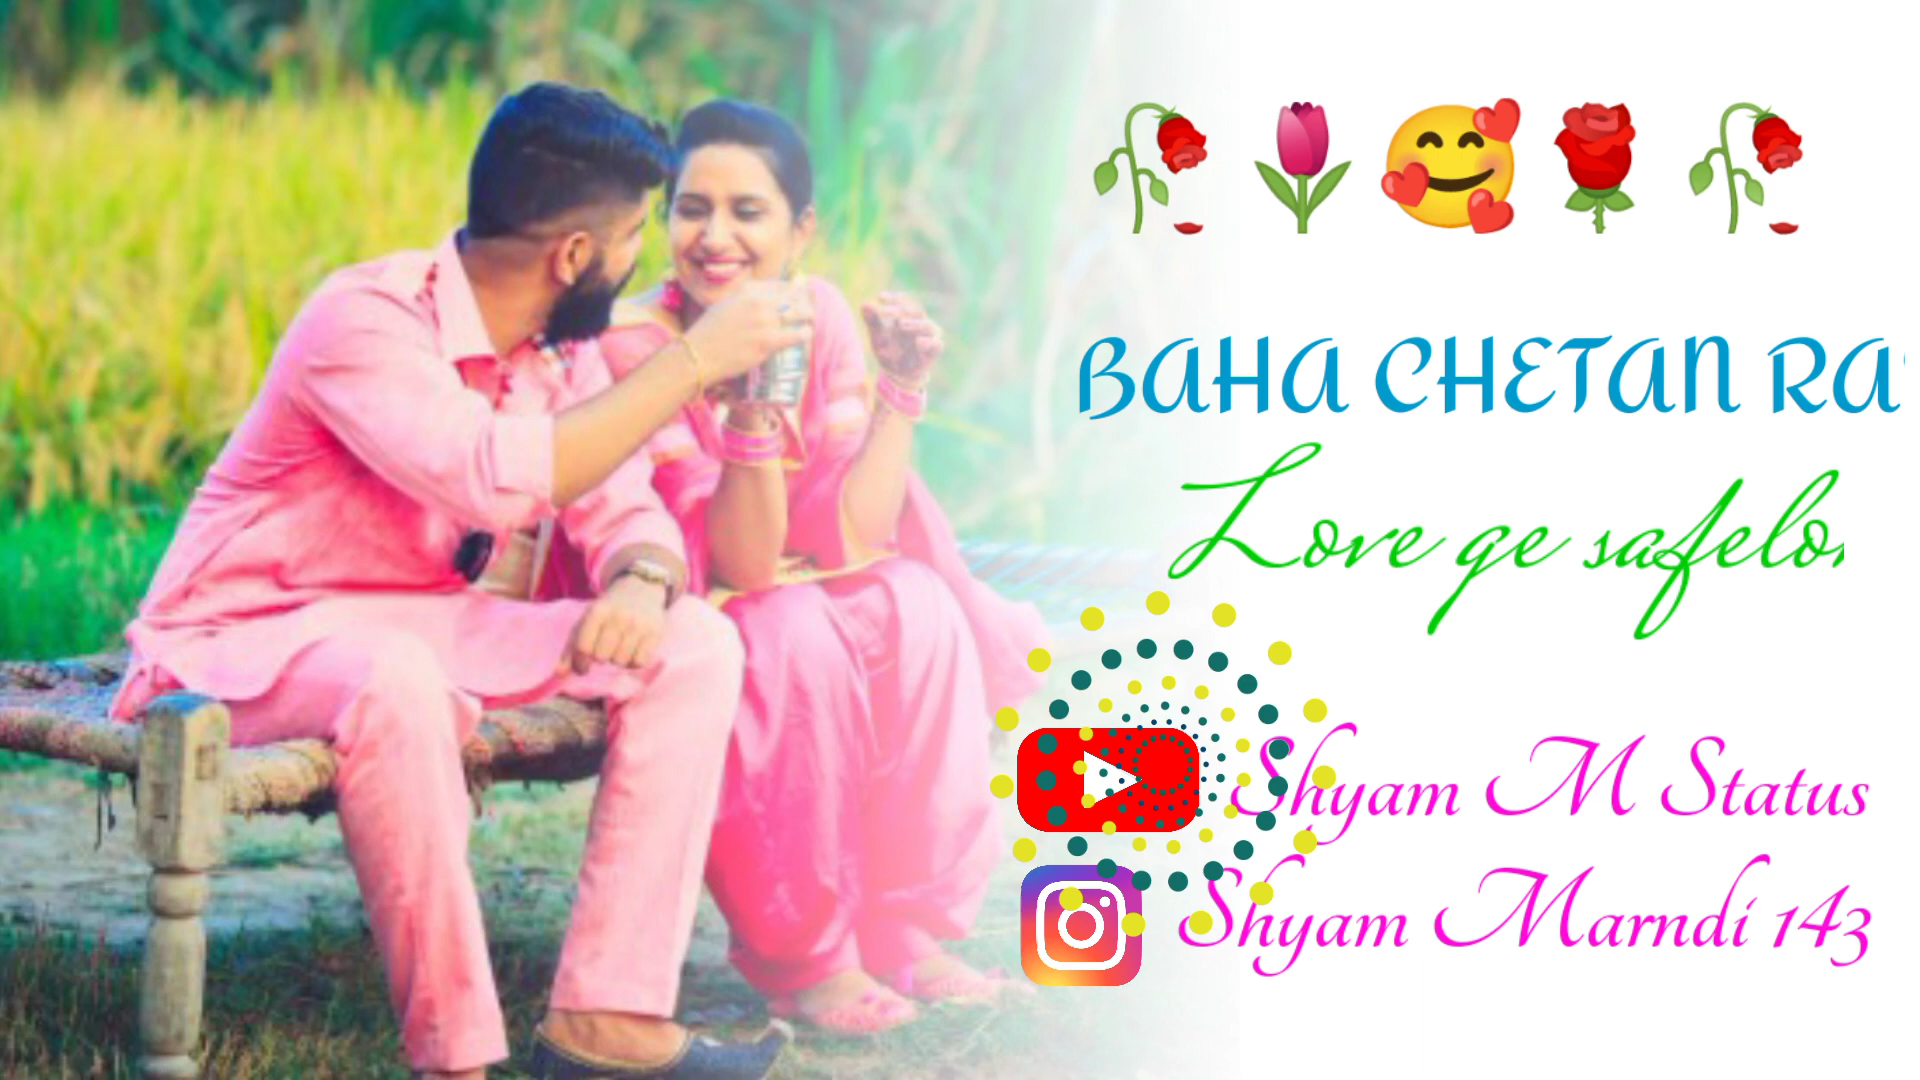 BAHA CHETAN RA
Love ge safelo
Shyam M Status
Shyam Marndi 143